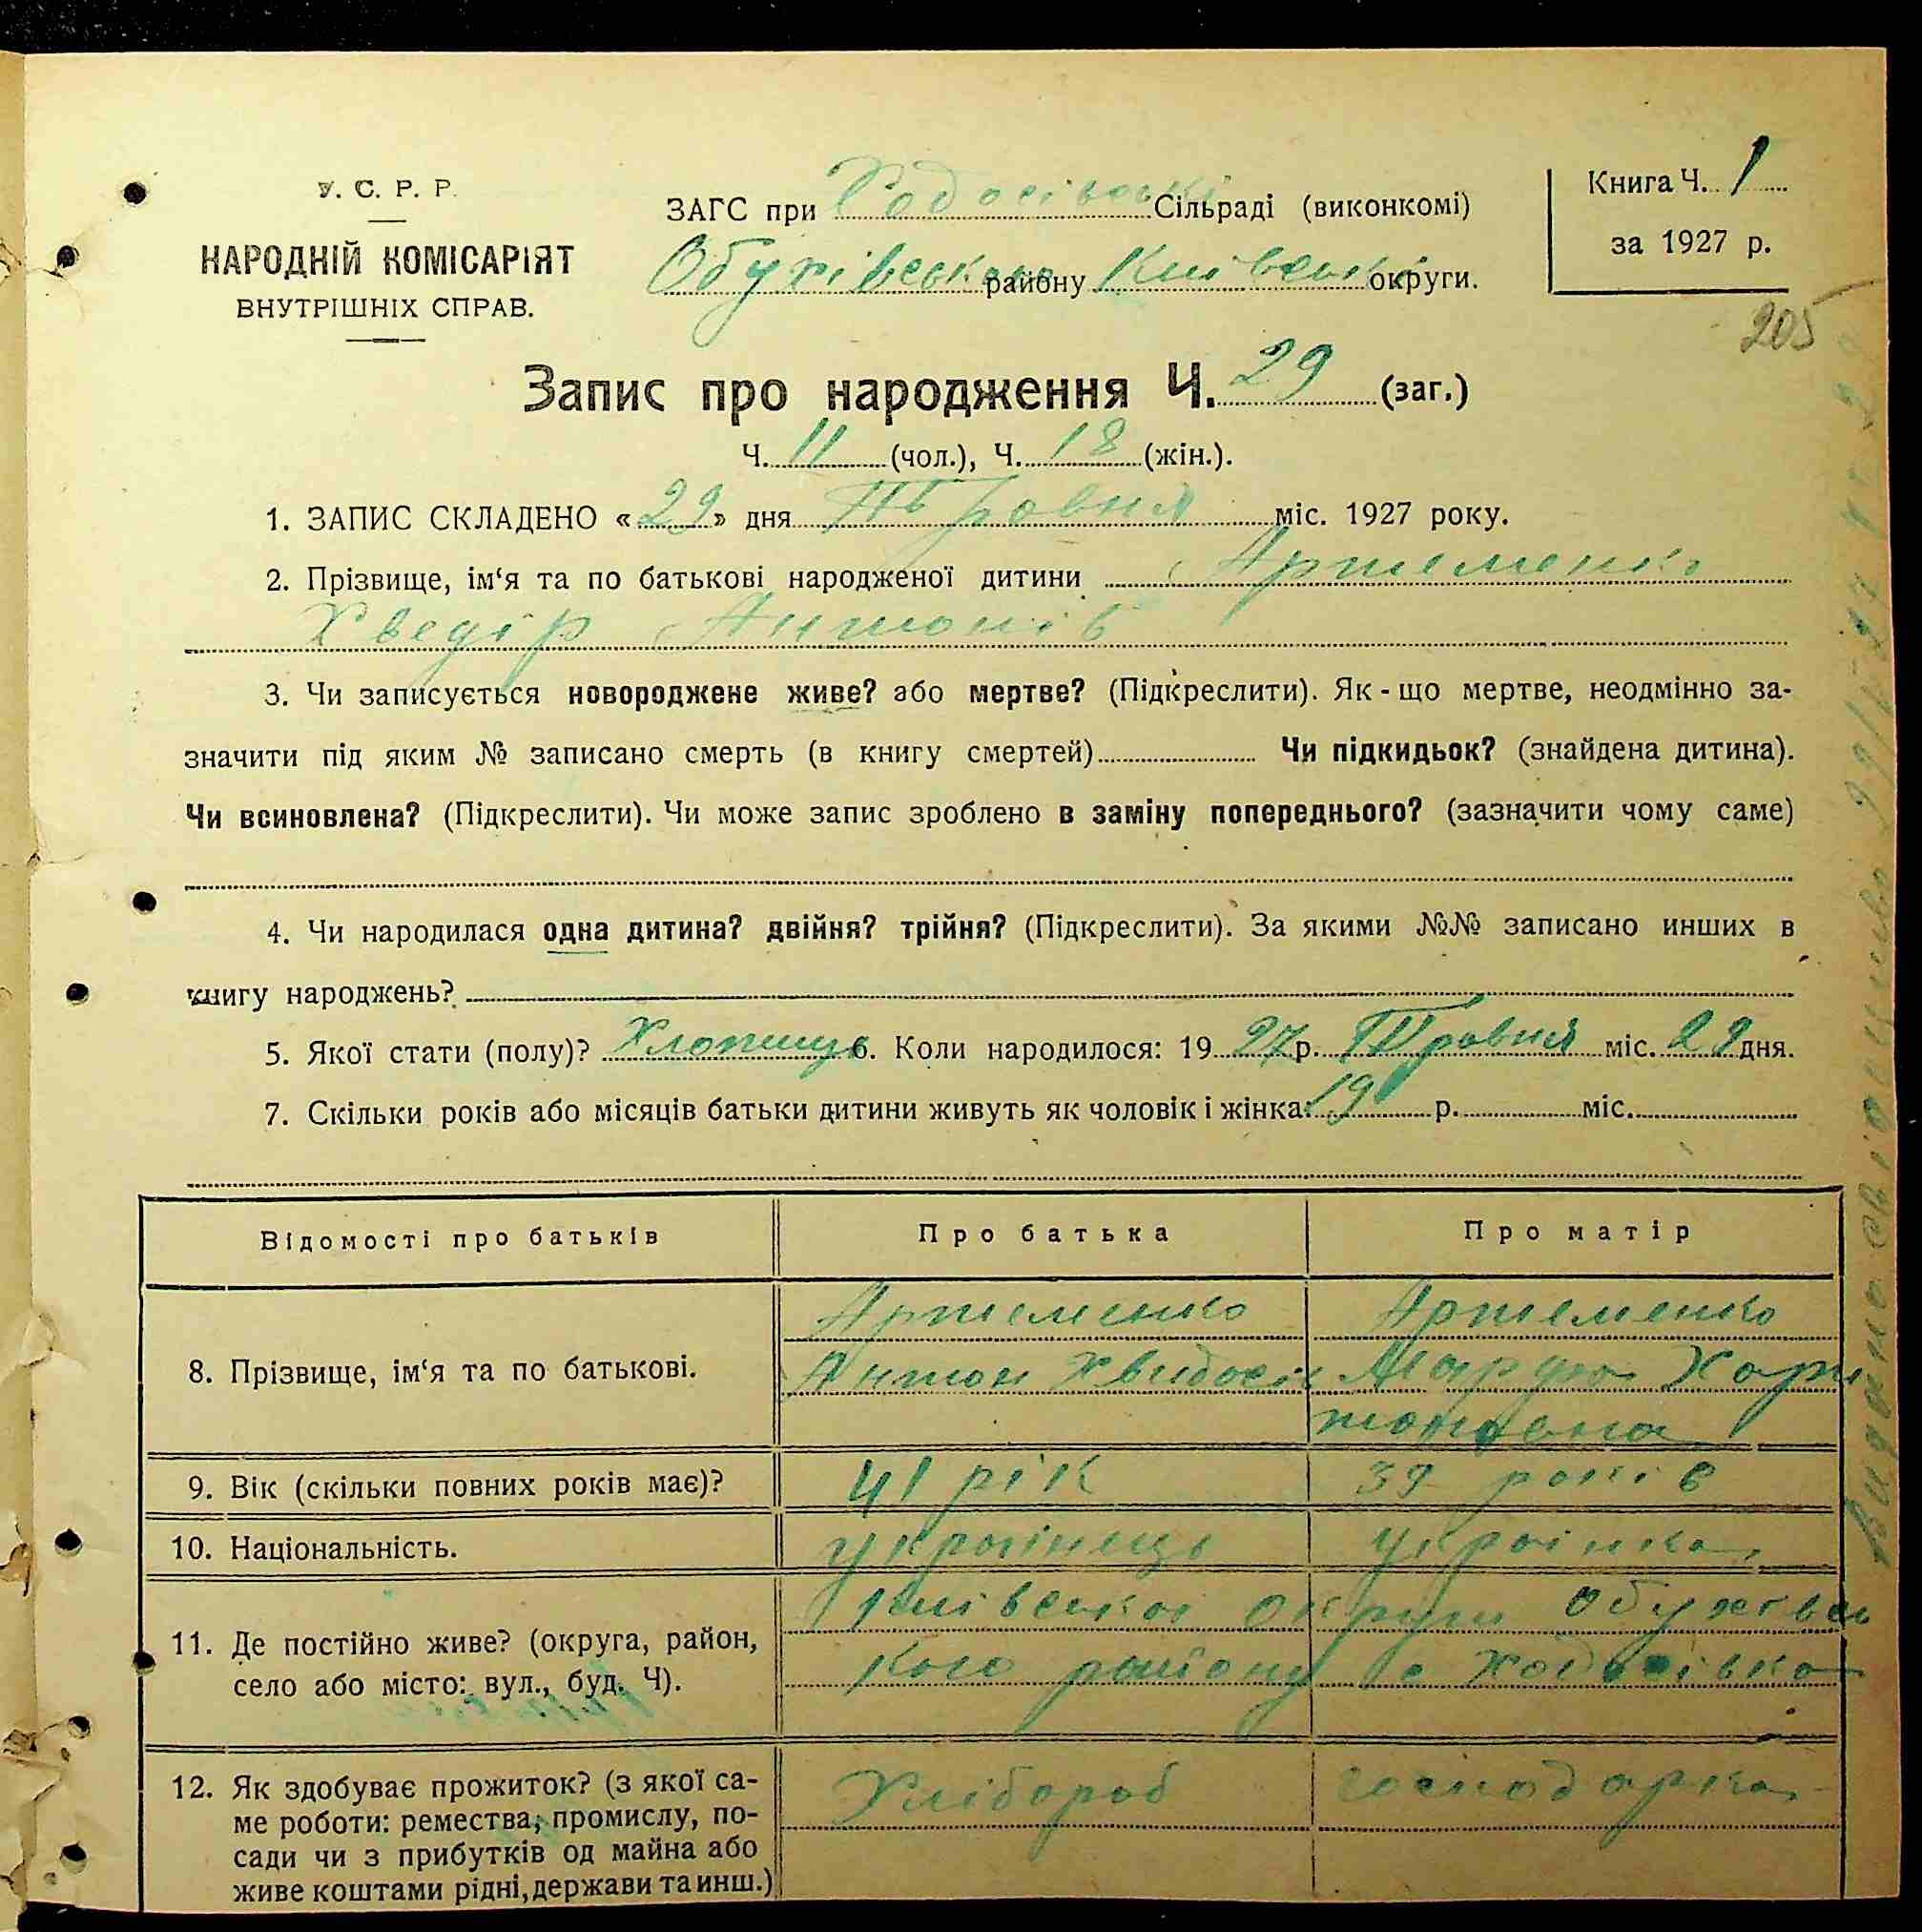 У. С. Р. Р.
НАРОДНІЙ КОМІСАРІЯТ
ВНУТРІШНІХ СПРАВ.
ЗАГС при Ходосівські Сільраді (виконкомі)
Обухівського району Київської округи.
Книга Ч. 1
за 1927 р.
205
Запис про народження Ч. 29 (заг.)
Ч. 11 (чол.), Ч. 18 (жін.).
1. ЗАПИС СКЛАДЕНО «29» дня Травня міс. 1927 року.
2. Прізвище, ім‘я та по батькові народженої дитини Артеменко
Хведір Антонів
3. Чи записується новороджене живе? або мертве? (Підкреслити). Як-що мертве, неодмінно за-
значити під яким № записано смерть (в книгу смертей) Чи підкидьок? (знайдена дитина).
Чи всиновлена? (Підкреслити). Чи може запис зроблено в заміну попереднього? (зазначити чому саме)
4. Чи народилася одна дитина? двійня? трійня? (Підкреслити). За якими №№ записано инших в
книгу народжень?
5. Якої стати (полу)? Хлопець 6. Коли народилося: 1927 р. Травня міс. 29 дня.
7. Скільки років або місяців батьки дитини живуть як чоловік і жінка: 19 р. міс.
Відомості про батьків Про батька Про матір
8. Прізвище, ім‘я та по батькові.
Артеменко
Антон Хвидосів
Артеменко
Марфа Хари
тоновна
9. Вік (скільки повних років має)? 41 рік 39 років
10. Національність. українець українка
11. Де постійно живе? (округа, район,
село або місто: вул., буд. Ч).
Київської округи Обухівсь
кого району с Ходосівка
12. Як здобуває прожиток? (з якої са-
ме роботи: ремества, промислу, по-
сади чи з прибутків од майна або
живе коштами рідні, держави та инш.)
Хлібороб господарка
Видано